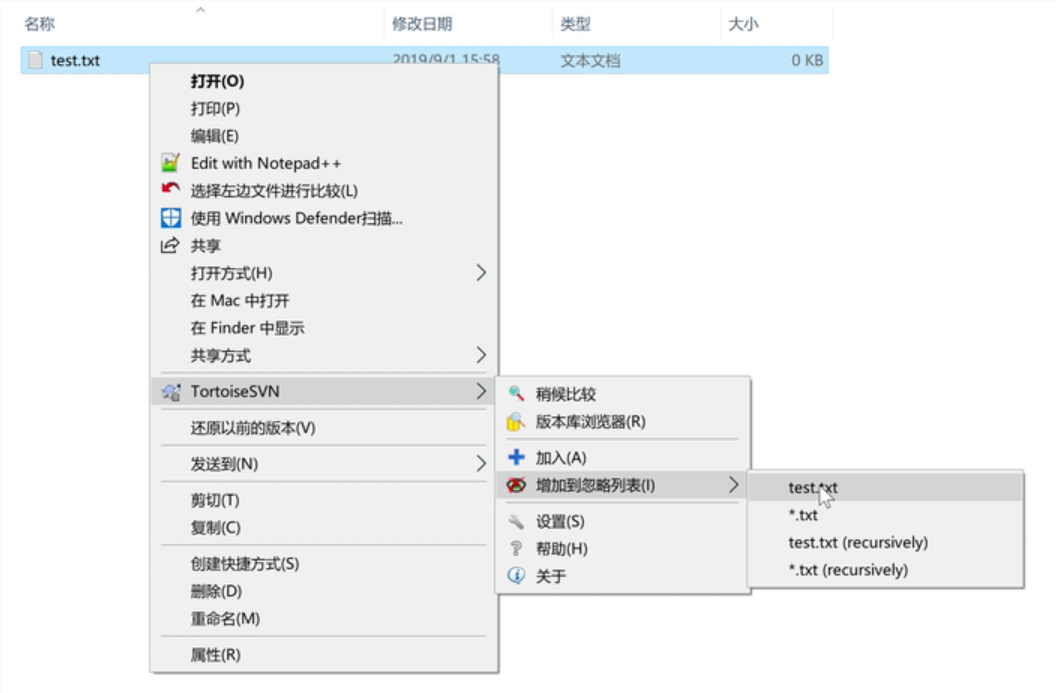 名称 修改日期 类型 大小
test.txt 2019/9/1 15:58 文本文档 0 KB
打开(O)
打印(P)
编辑(E)
Edit with Notepad++
选择左边文件进行比较(L)
使用 Windows Defender扫描...
共享
打开方式(H)
在 Mac 中打开
在 Finder 中显示
共享方式
TortoiseSVN
还原以前的版本(V)
发送到(N)
剪切(T)
复制(C)
创建快捷方式(S)
删除(D)
重命名(M)
属性(R)
稍候比较
版本库浏览器(R)
加入(A)
增加到忽略列表(I)
设置(S)
帮助(H)
关于
test.txt
*.txt
test.txt (recursively)
*.txt (recursively)